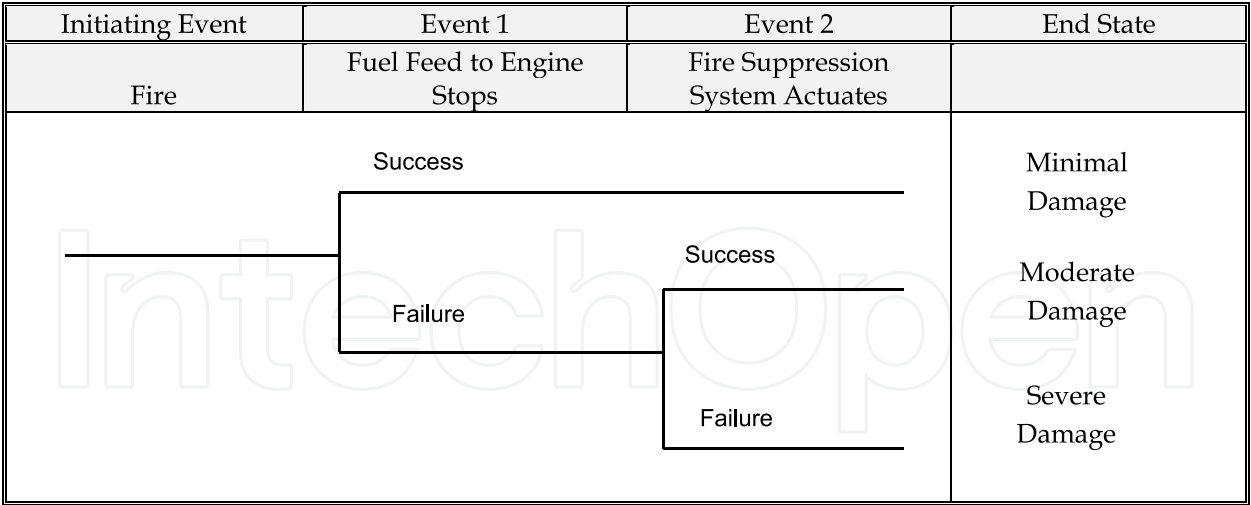 Initiating Event
Event 1
Event 2
End State
Fire
Fuel Feed to Engine
Stops
Fire Suppression
System Actuates
Success
Minimal
Damage
Success
Moderate
Damage
Failure
Severe
Damage
Failure
IntechOpen